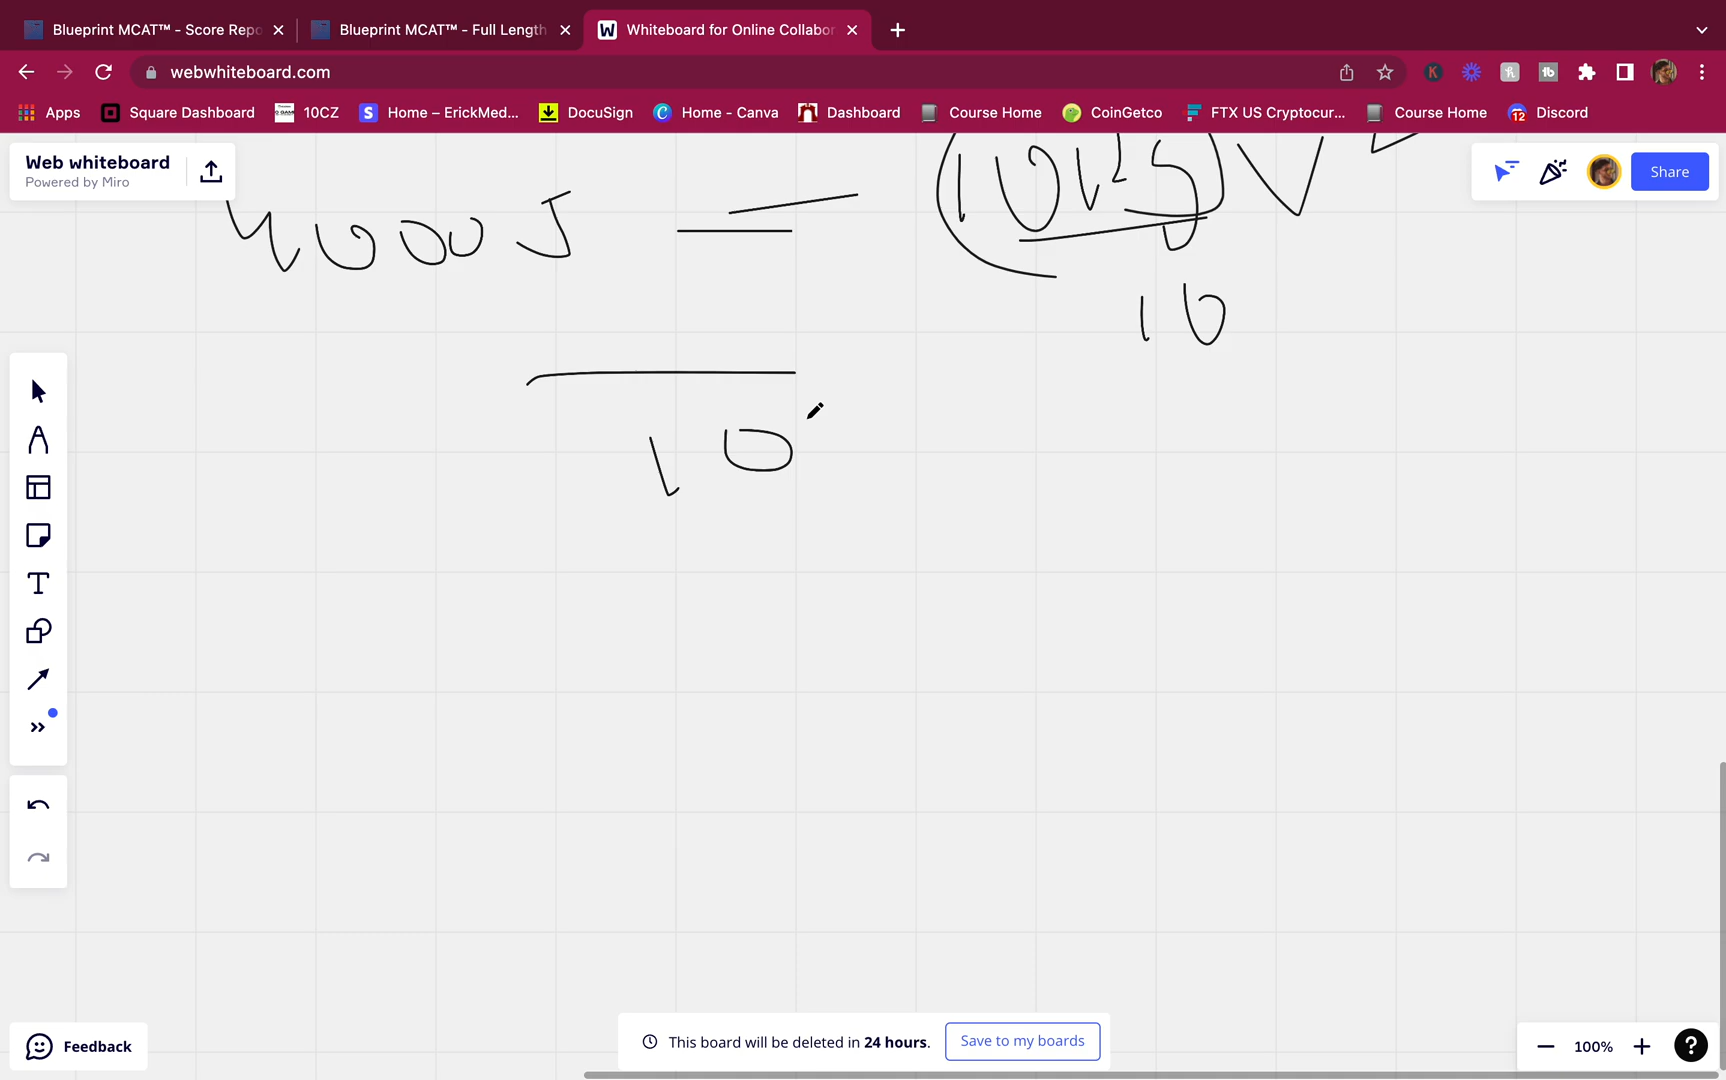 Blueprint MCAT™ - Score Repo
Blueprint MCAT™ - Full Length
W Whiteboard for Online Collabor
webwhiteboard.com
Apps
Square Dashboard
10CZ
Home – ErickMed...
DocuSign
Home - Canva
Dashboard
Course Home
CoinGetco
FTX US Cryptocur...
Course Home
12 Discord
Web whiteboard
Powered by Miro
Share
4000 J =
10
10
Feedback
This board will be deleted in 24 hours.
Save to my boards
100%